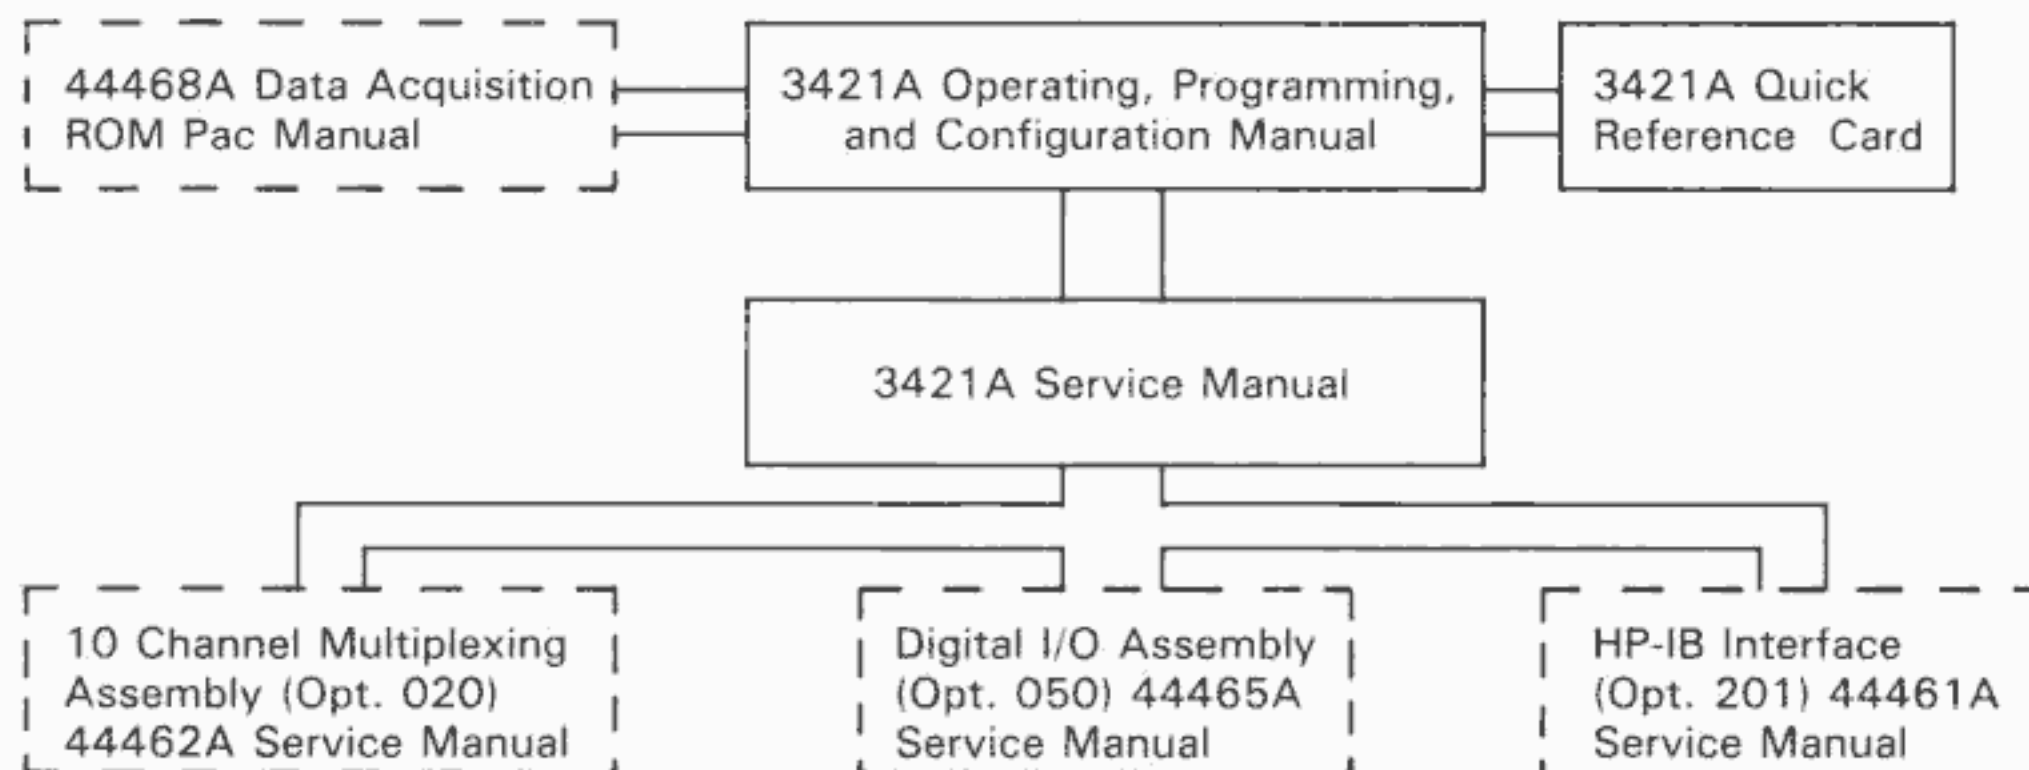 44468A Data Acquisition
ROM Pac Manual
3421A Operating, Programming,
and Configuration Manual
3421A Quick
Reference Card
3421A Service Manual
10 Channel Multiplexing
Assembly (Opt. 020)
44462A Service Manual
Digital I/O Assembly
(Opt. 050) 44465A
Service Manual
HP-IB Interface
(Opt. 201) 44461A
Service Manual